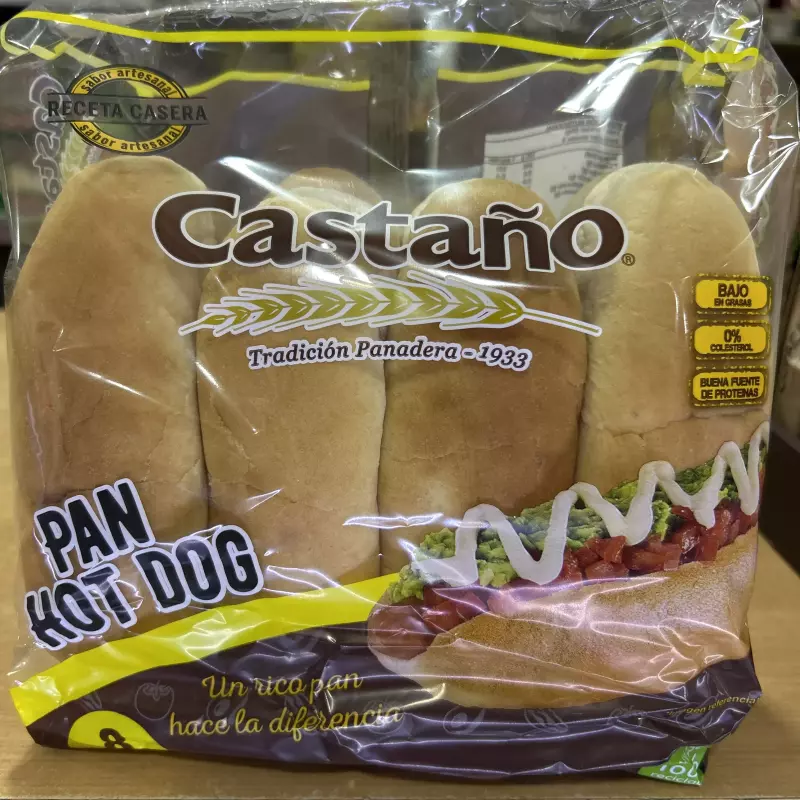 sabor artesanal
RECETA CASERA
sabor artesanal
Castaño®
Tradición Panadera - 1933
BAJO
EN GRASAS
0%
COLESTEROL
BUENA FUENTE
DE PROTEINAS
PAN
HOT DOG
Un rico pan
hace la diferencia
8